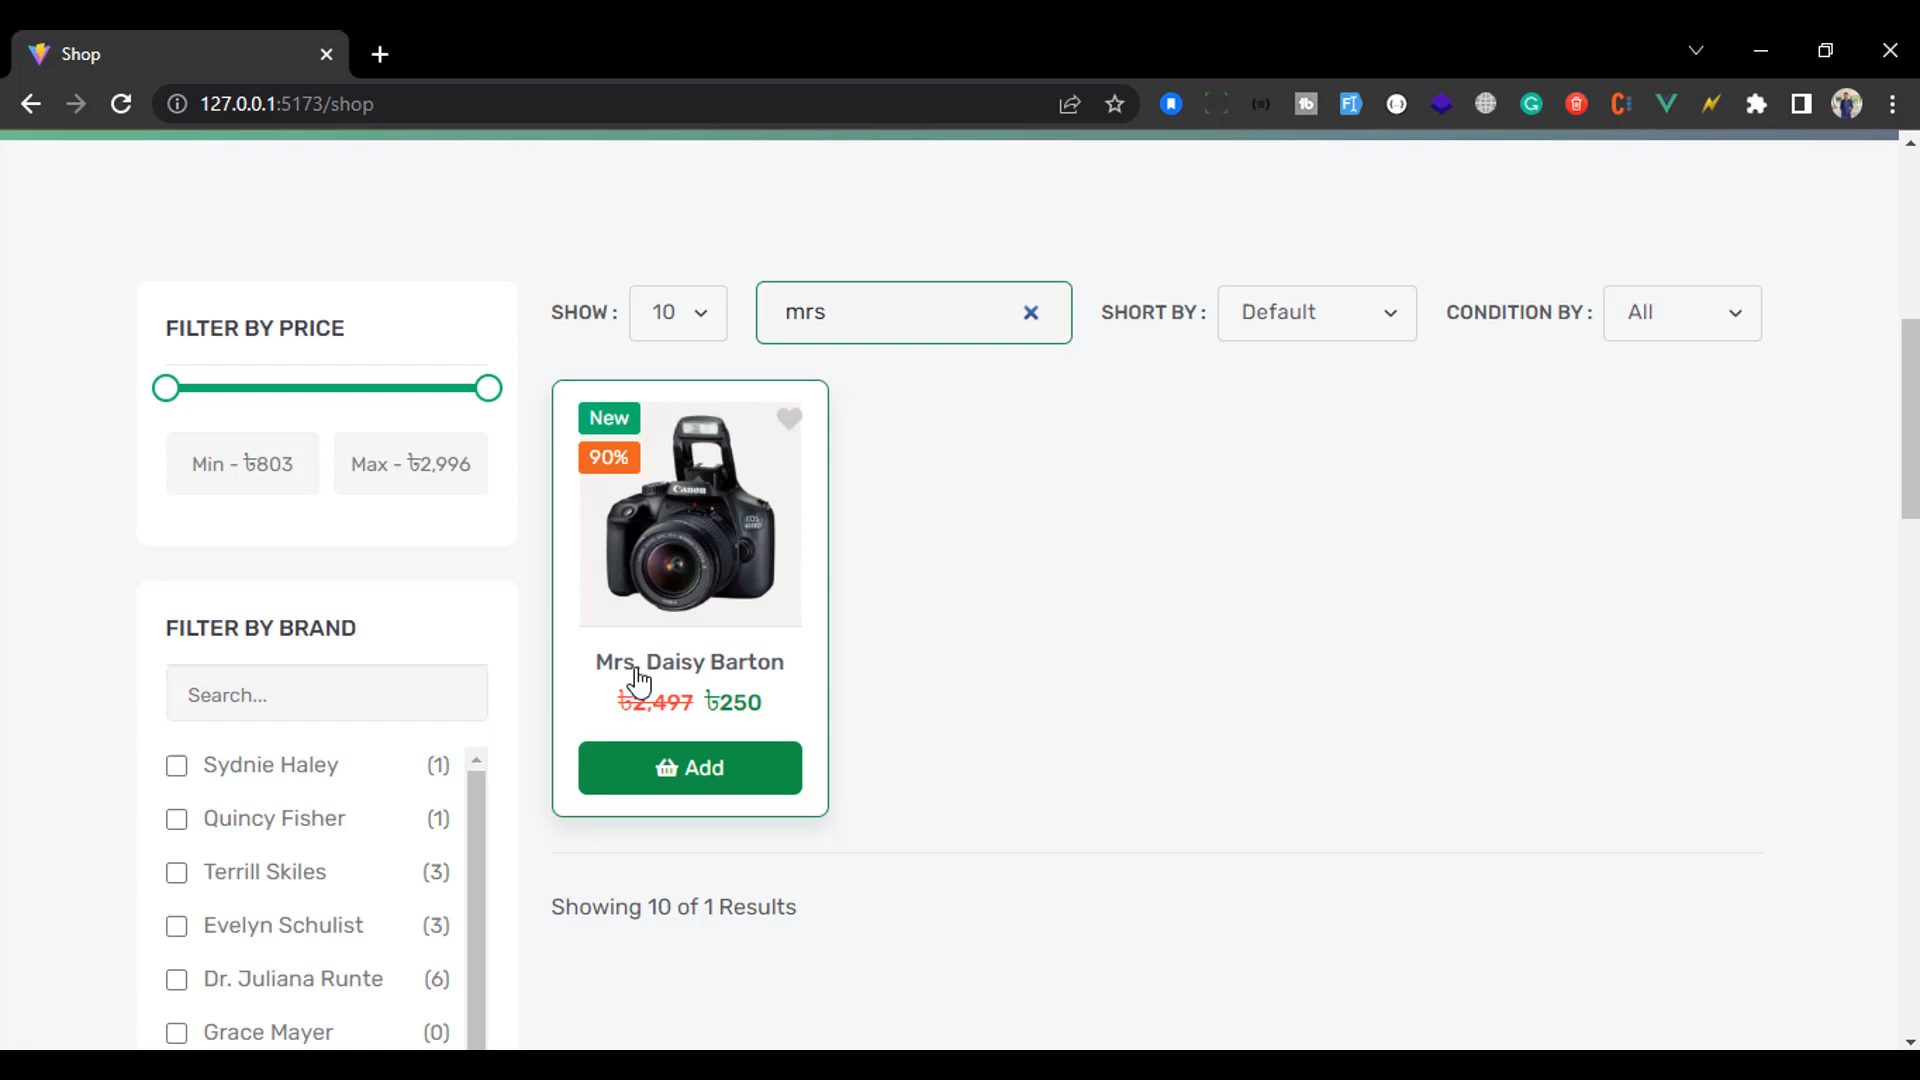 Shop
127.0.0.1:5173/shop
FILTER BY PRICE
Min - ৳803 Max - ৳2,996
FILTER BY BRAND
Search...
Sydnie Haley (1)
Quincy Fisher (1)
Terrill Skiles (3)
Evelyn Schulist (3)
Dr. Juliana Runte (6)
Grace Mayer (0)
SHOW : 10 mrs SHORT BY : Default CONDITION BY : All
New
90%
Canon
EOS
4000D
Mrs. Daisy Barton
৳2,497 ৳250
Add
Showing 10 of 1 Results